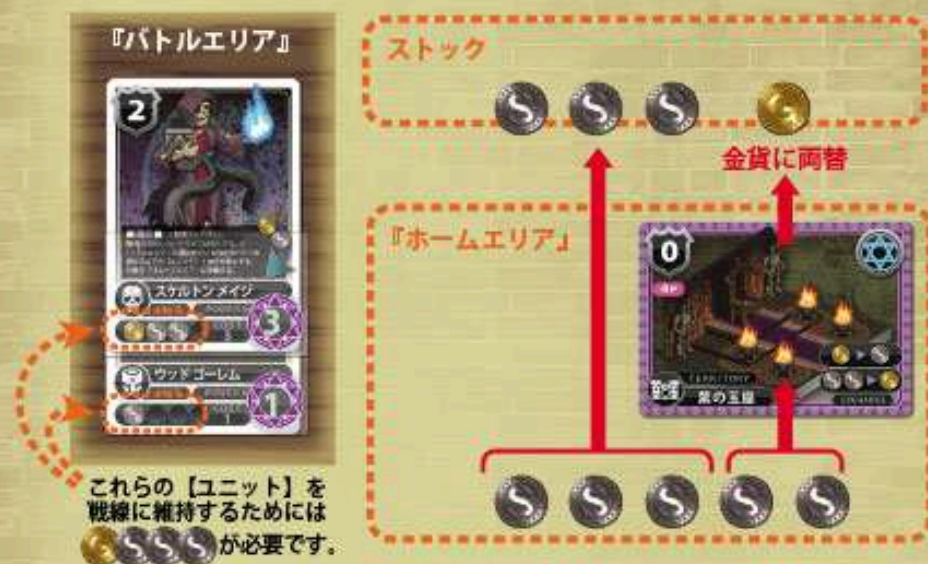 『バトルエリア』
2
スケルトン メイジ
3
ウッド ゴーレム
1
1
これらの【ユニット】を
戦線に維持するためには
G S S S が必要です。
ストック
S S S G
金貨に両替
『ホームエリア』
0
TERRITORY
紫の玉座
S S S S S